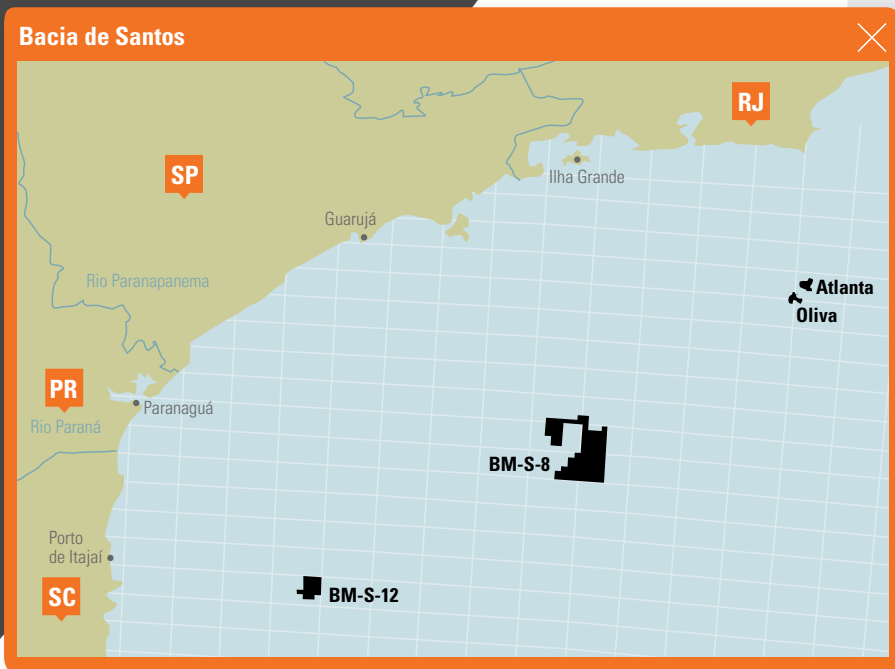 Bacia de Santos
RJ
SP
Ilha Grande
Guarujá
Rio Paranapanema
Atlanta
Oliva
PR
Paranaguá
Rio Paraná
BM-S-8
Porto
de Itajaí
SC
BM-S-12